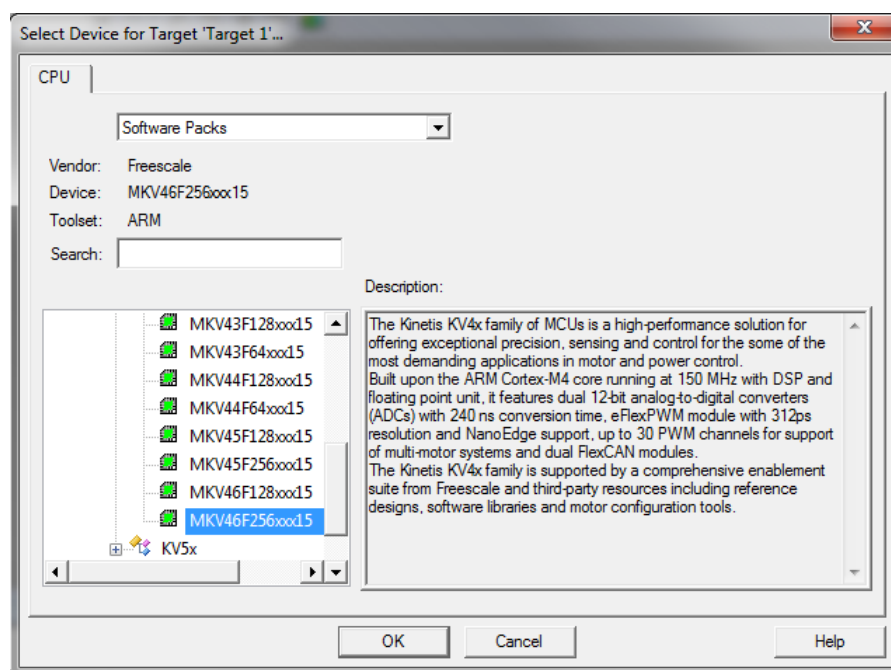 Select Device for Target 'Target 1'...
CPU
Software Packs
Vendor: Freescale
Device: MKV46F256xxx15
Toolset: ARM
Search:
Description:
MKV43F128xxx15
MKV43F64xxx15
MKV44F128xxx15
MKV44F64xxx15
MKV45F128xxx15
MKV45F256xxx15
MKV46F128xxx15
MKV46F256xxx15
KV5x
The Kinetis KV4x family of MCUs is a high-performance solution for
offering exceptional precision, sensing and control for the some of the
most demanding applications in motor and power control.
Built upon the ARM Cortex-M4 core running at 150 MHz with DSP and
floating point unit, it features dual 12-bit analog-to-digital converters
(ADCs) with 240 ns conversion time, eFlexPWM module with 312ps
resolution and NanoEdge support, up to 30 PWM channels for support
of multi-motor systems and dual FlexCAN modules.
The Kinetis KV4x family is supported by a comprehensive enablement
suite from Freescale and third-party resources including reference
designs, software libraries and motor configuration tools.
OK
Cancel
Help